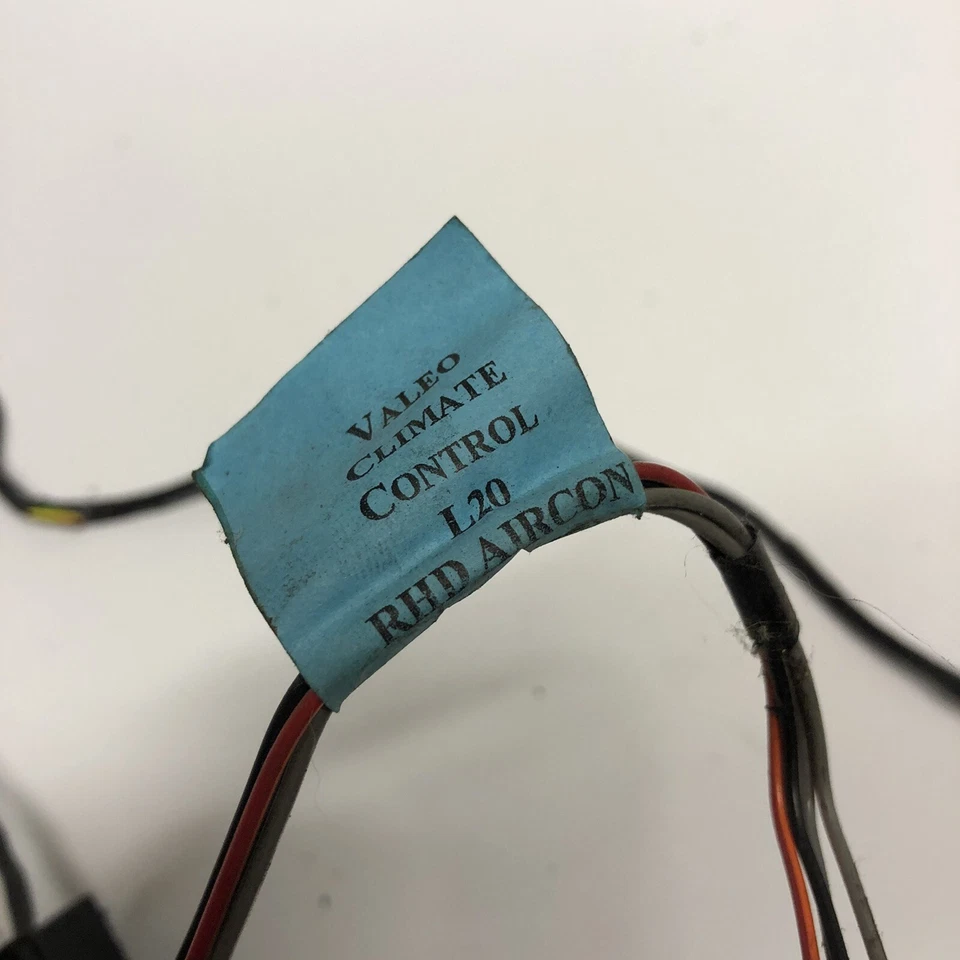 VALEO
CLIMATE
CONTROL
L20
RHD AIRCON